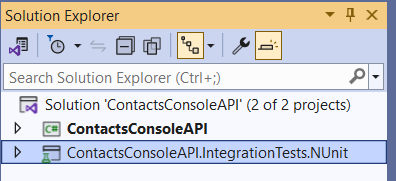 Solution Explorer
Search Solution Explorer (Ctrl+;)
Solution 'ContactsConsoleAPI' (2 of 2 projects)
C# ContactsConsoleAPI
ContactsConsoleAPI.IntegrationTests.NUnit